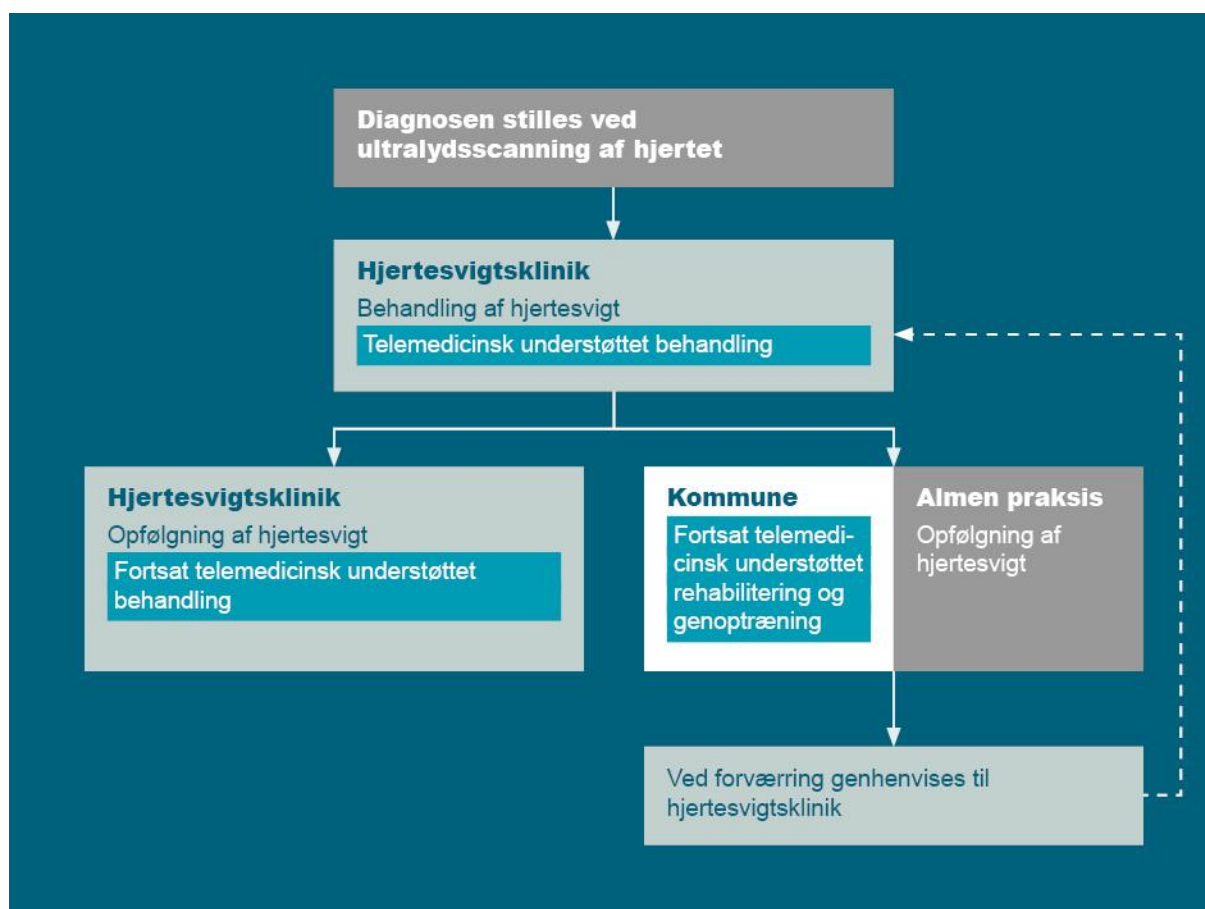 Diagnosen stilles ved
ultralydsscanning af hjertet
Hjertesvigtsklinik
Behandling af hjertesvigt
Telemedicinsk understøttet behandling
Hjertesvigtsklinik
Opfølgning af hjertesvigt
Fortsat telemedicinsk understøttet
behandling
Kommune
Fortsat telemedi-
cinsk understøttet
rehabilitering og
genoptræning
Almen praksis
Opfølgning af
hjertesvigt
Ved forværring genhenvises til
hjertesvigtsklinik